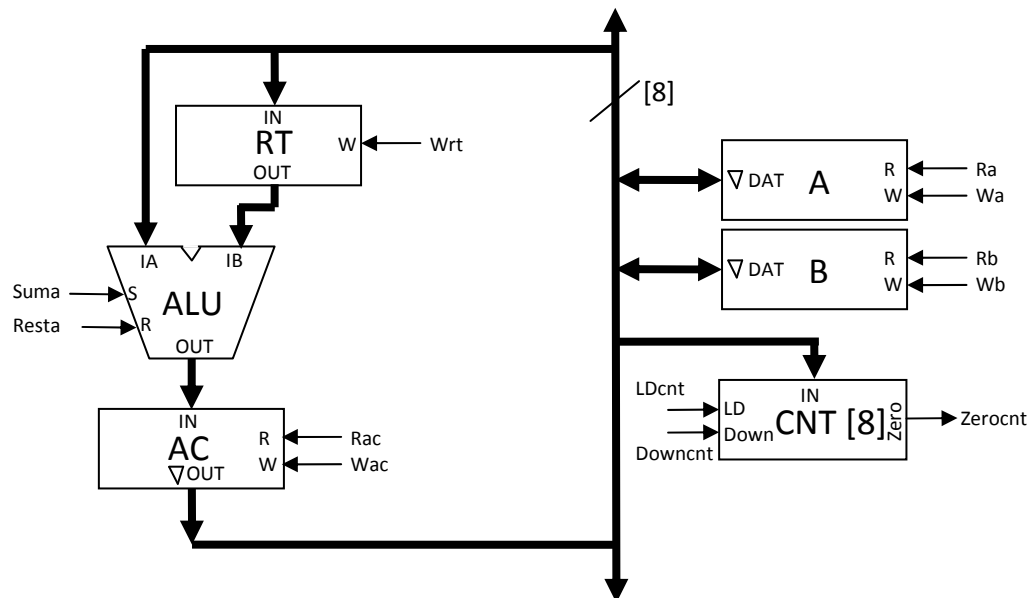 [8]
IN
RT
W
Wrt
OUT
DAT
A
R
Ra
W
Wa
DAT
B
R
Rb
W
Wb
IA
IB
Suma
S
ALU
Resta
R
OUT
IN
AC
R
Rac
W
Wac
OUT
LDcnt
IN
LD
CNT [8]
Zero
Zerocnt
Down
Downcnt